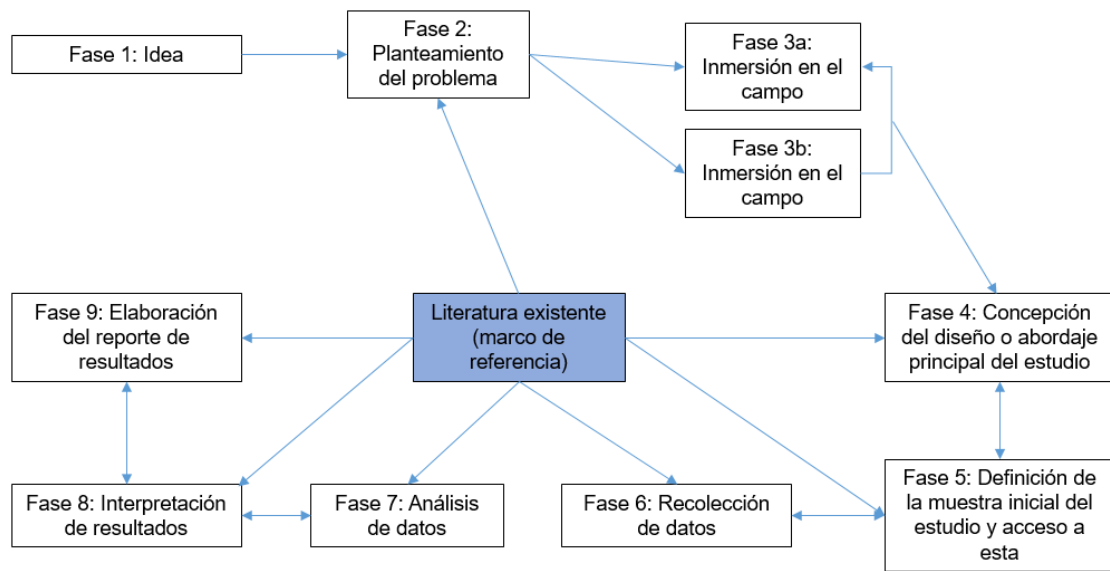 Fase 1: Idea
Fase 2:
Planteamiento
del problema
Fase 3a:
Inmersión en el
campo
Fase 3b:
Inmersión en el
campo
Fase 9: Elaboración
del reporte de
resultados
Literatura existente
(marco de
referencia)
Fase 4: Concepción
del diseño o abordaje
principal del estudio
Fase 8: Interpretación
de resultados
Fase 7: Análisis
de datos
Fase 6: Recolección
de datos
Fase 5: Definición de
la muestra inicial del
estudio y acceso a
esta